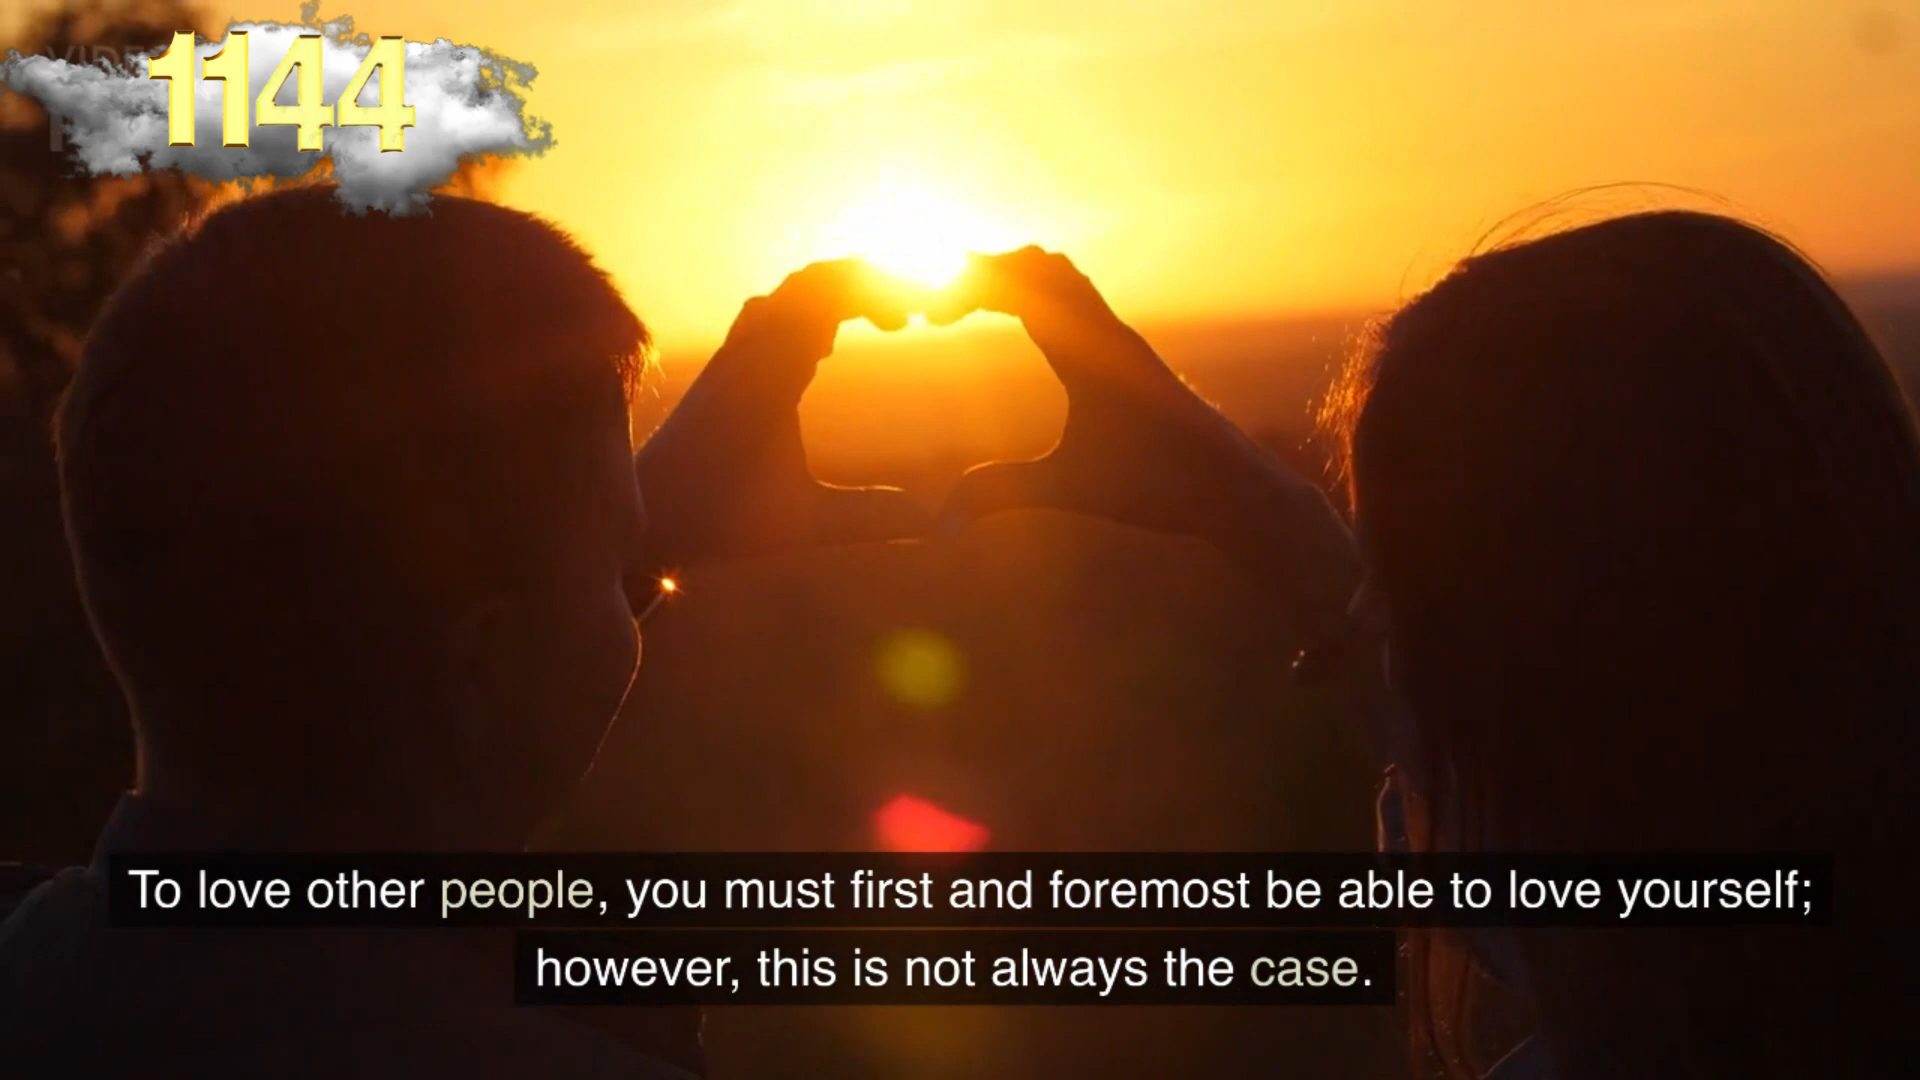 1144
To love other people, you must first and foremost be able to love yourself;
however, this is not always the case.